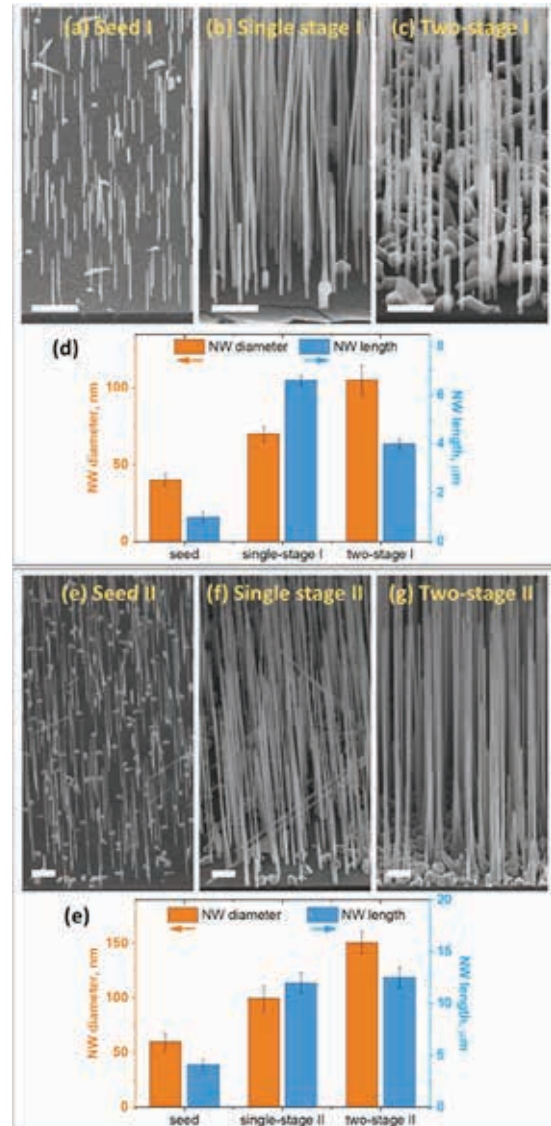 (a) Seed I
(b) Single stage I
(c) Two-stage I
(d)
NW diameter
NW length
NW diameter, nm
100
50
0
NW length, μm
8
6
4
2
0
seed
single-stage I
two-stage I
(e) Seed II
(f) Single stage II
(g) Two-stage II
(e)
NW diameter
NW length
NW diameter, nm
150
100
50
0
NW length, μm
20
15
10
5
0
seed
single-stage II
two-stage II